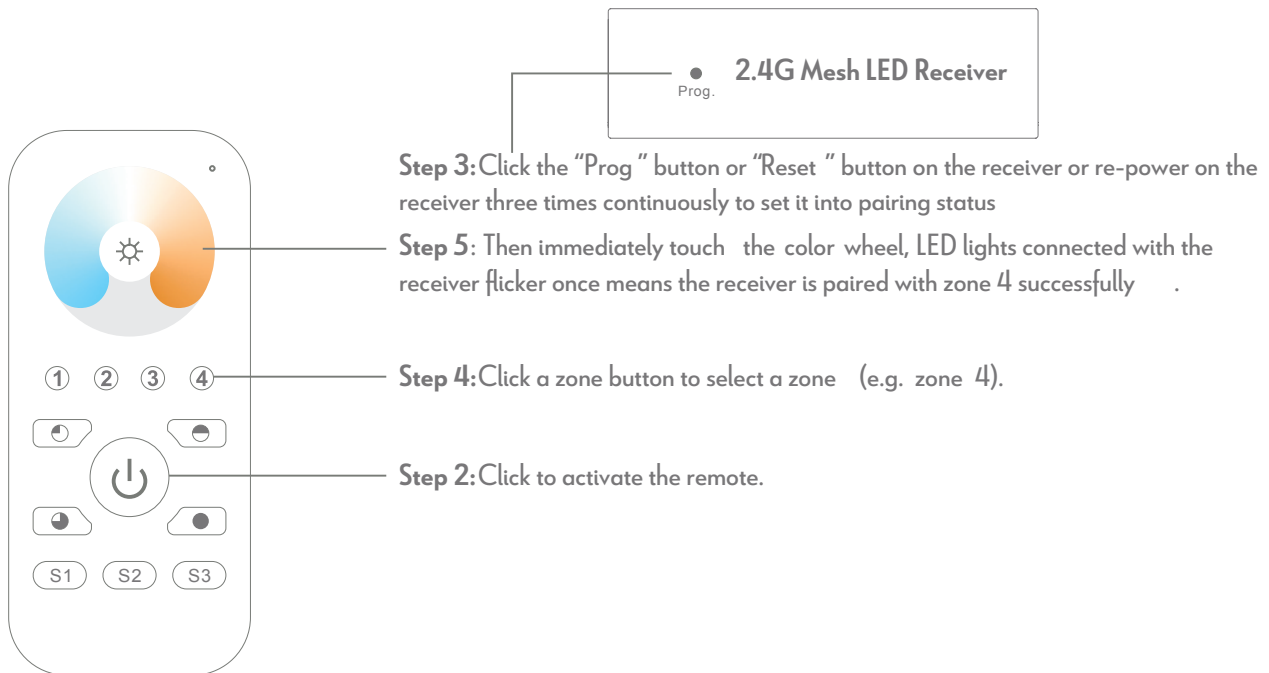 2.4G Mesh LED Receiver
Prog.
Step 3: Click the “Prog ” button or “Reset ” button on the receiver or re-power on the
receiver three times continuously to set it into pairing status
Step 5: Then immediately touch the color wheel, LED lights connected with the
receiver flicker once means the receiver is paired with zone 4 successfully .
1 2 3 4
Step 4: Click a zone button to select a zone (e.g. zone 4).
Step 2: Click to activate the remote.
S1 S2 S3